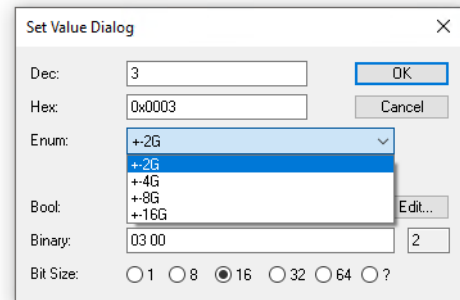 Set Value Dialog
Dec: 3 OK
Hex: 0x0003 Cancel
Enum: +-2G
+-2G
+-4G
+-8G
+-16G
Bool: Edit...
Binary: 03 00 2
Bit Size: 1 8 16 32 64 ?